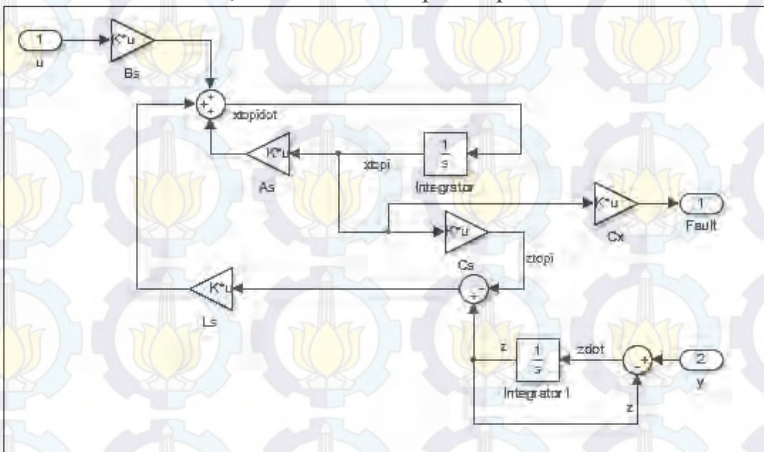 1
u
K*u
Bs
xtopidot
K*u
As
xtopi
1
s
Integrator
K*u
Cs
K*u
Cx
1
Fault
ztopi
K*u
Ls
z
1
s
Integrator1
zdot
2
y
z